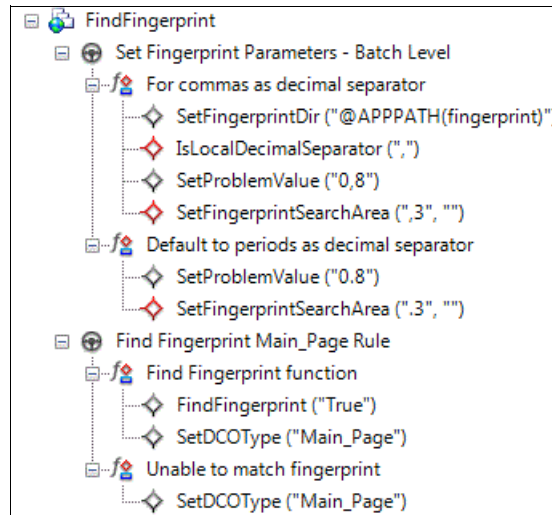 FindFingerprint
Set Fingerprint Parameters - Batch Level
For commas as decimal separator
SetFingerprintDir ("@APPPATH(fingerprint)"
IsLocalDecimalSeparator (",")
SetProblemValue ("0,8")
SetFingerprintSearchArea (",3", "")
Default to periods as decimal separator
SetProblemValue ("0.8")
SetFingerprintSearchArea (".3", "")
Find Fingerprint Main_Page Rule
Find Fingerprint function
FindFingerprint ("True")
SetDCOType ("Main_Page")
Unable to match fingerprint
SetDCOType ("Main_Page")